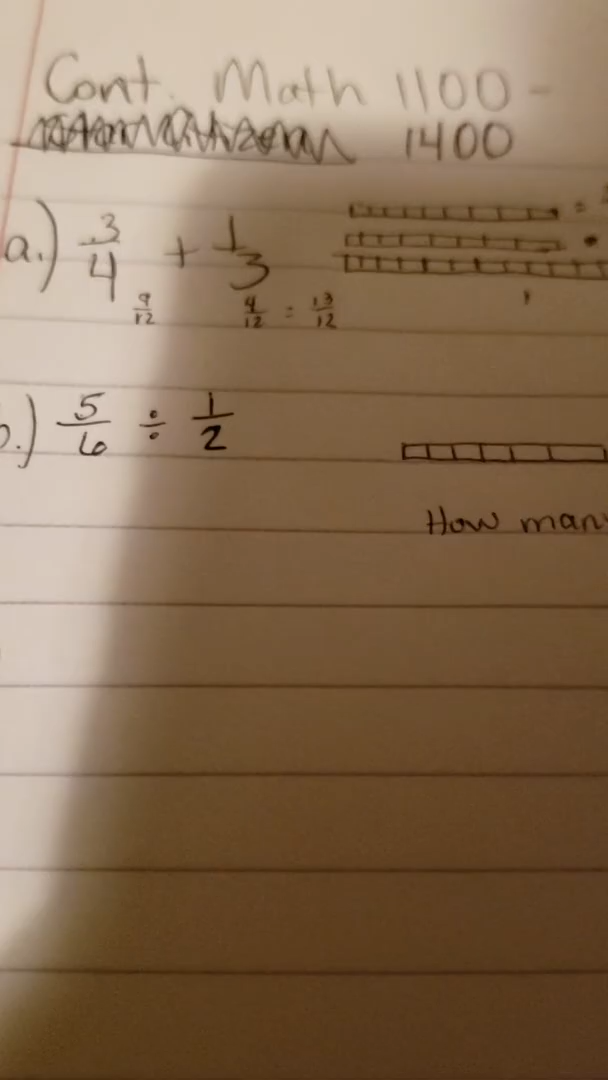 Cont. Math 1100 -
1400
a.) 3/4 + 1/3
9/12 4/12 = 13/12
b.) 5/6 ÷ 1/2
How many